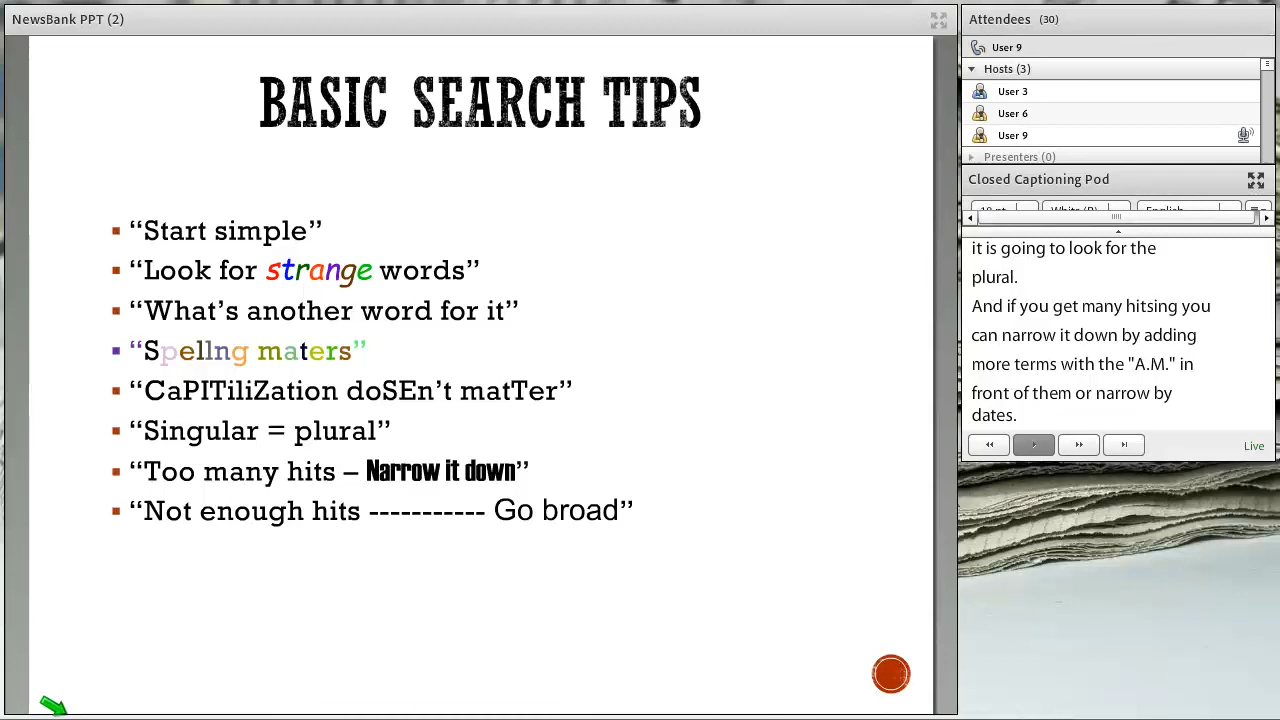 NewsBank PPT (2)
BASIC SEARCH TIPS
“Start simple”
“Look for strange words”
“What’s another word for it”
“Spellng maters”
“CaPITiliZation doSEn’t matTer”
“Singular = plural”
“Too many hits – Narrow it down”
“Not enough hits ----------- Go broad”
Attendees (30)
User 9
Hosts (3)
User 3
User 6
User 9
Presenters (0)
Closed Captioning Pod
English
it is going to look for the
plural.
And if you get many hitsing you
can narrow it down by adding
more terms with the "A.M." in
front of them or narrow by
dates.
Live